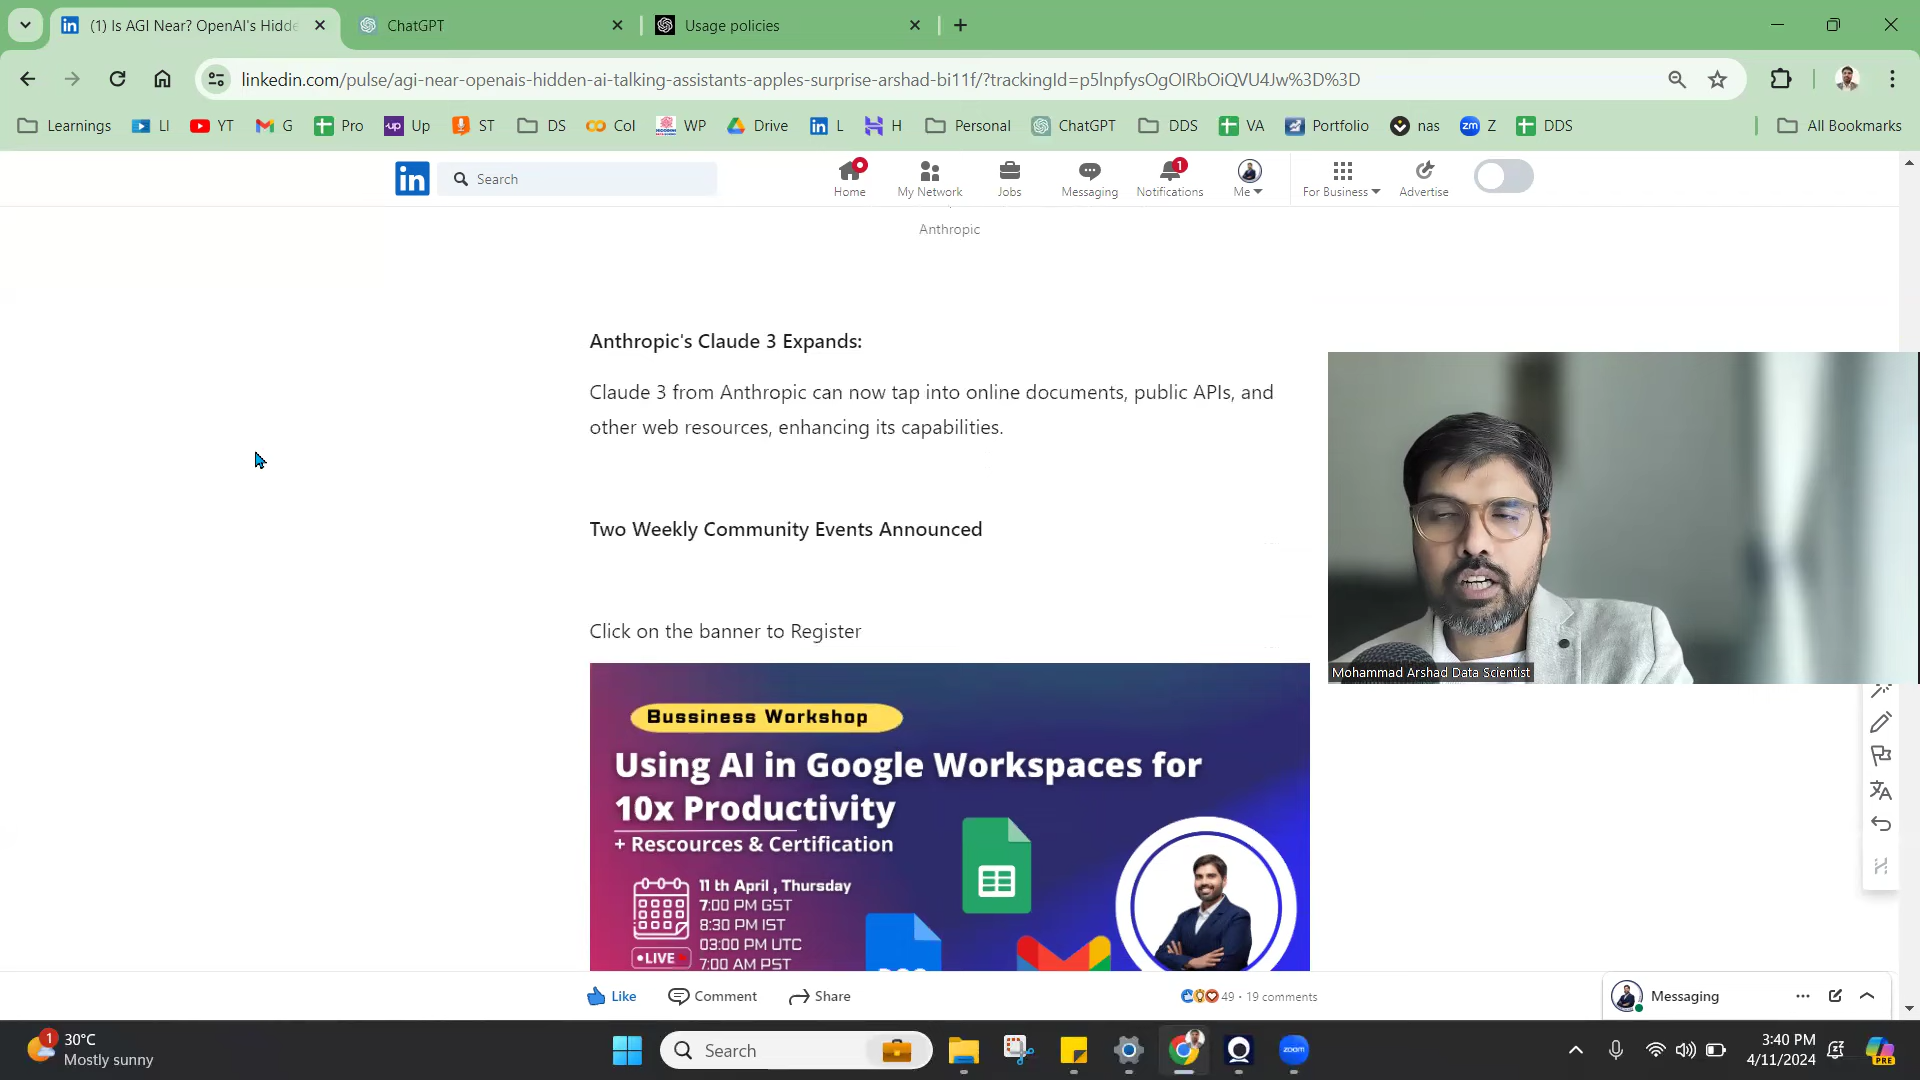 (1) Is AGI Near? OpenAI's Hidde
ChatGPT
Usage policies
linkedin.com/pulse/agi-near-openais-hidden-ai-talking-assistants-apples-surprise-arshad-bi11f/?trackingId=p5lnpfysOgOIRbOiQVU4Jw%3D%3D
Learnings
LI
YT
G
Pro
Up
ST
DS
Col
WP
Drive
L
H
Personal
ChatGPT
DDS
VA
Portfolio
nas
Z
DDS
All Bookmarks
in
Search
Home
My Network
Jobs
Messaging
1
Notifications
Me
For Business
Advertise
Anthropic
Anthropic's Claude 3 Expands:
Claude 3 from Anthropic can now tap into online documents, public APIs, and
other web resources, enhancing its capabilities.
Two Weekly Community Events Announced
Click on the banner to Register
Bussiness Workshop
Using AI in Google Workspaces for
10x Productivity
+ Rescources & Certification
11 th April , Thursday
7:00 PM GST
8:30 PM IST
03:00 PM UTC
7:00 AM PST
•LIVE
Mohammad Arshad Data Scientist
Like
Comment
Share
49 · 19 comments
Messaging
1
30°C
Mostly sunny
Search
zoom
3:40 PM
4/11/2024
PRE